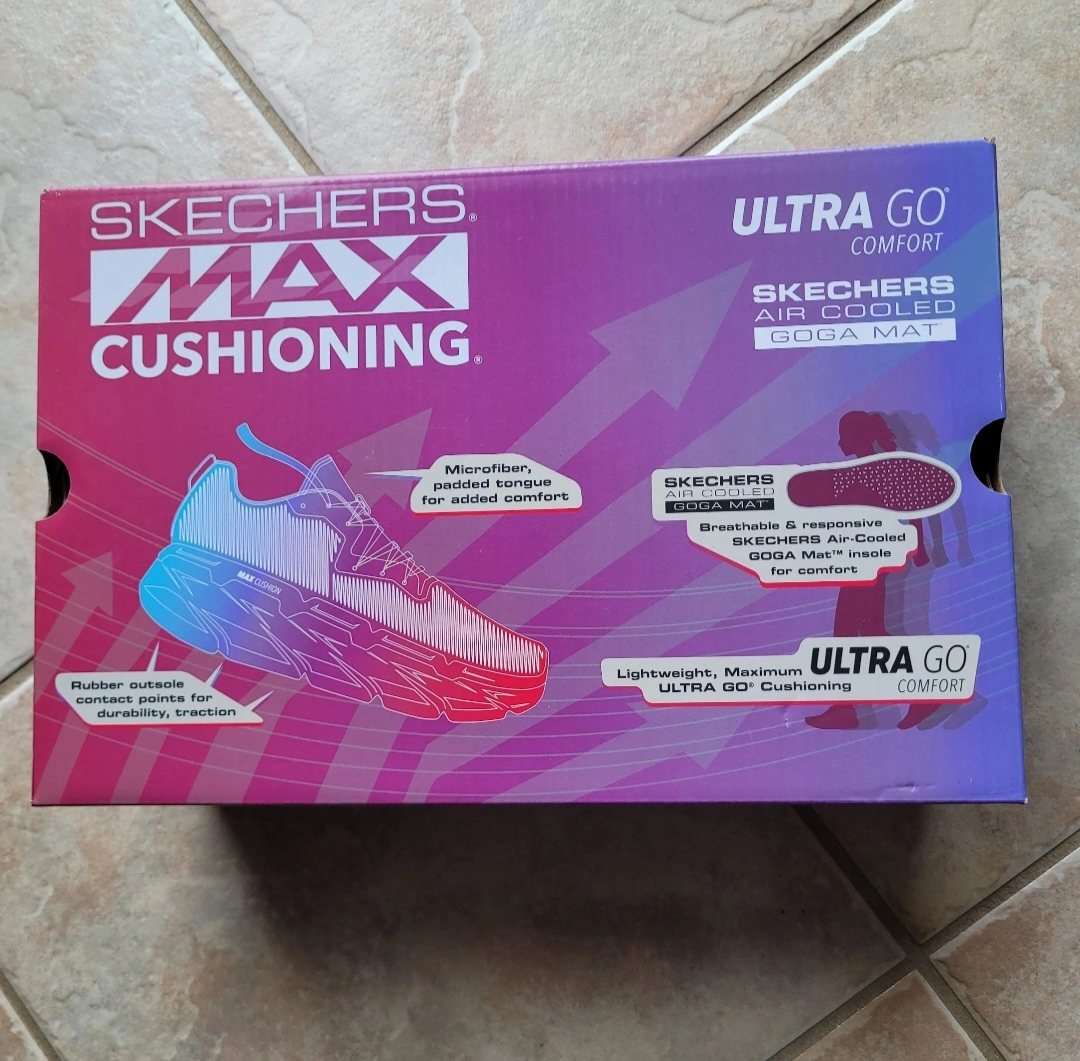 SKECHERS®
MAX
CUSHIONING®
ULTRA GO®
COMFORT
SKECHERS
AIR COOLED
GOGA MAT™
Microfiber,
padded tongue
for added comfort
MAX CUSHION
Rubber outsole
contact points for
durability, traction
SKECHERS
AIR COOLED
GOGA MAT™
Breathable & responsive
SKECHERS Air-Cooled
GOGA Mat™ insole
for comfort
Lightweight, Maximum
ULTRA GO® Cushioning
ULTRA GO®
COMFORT